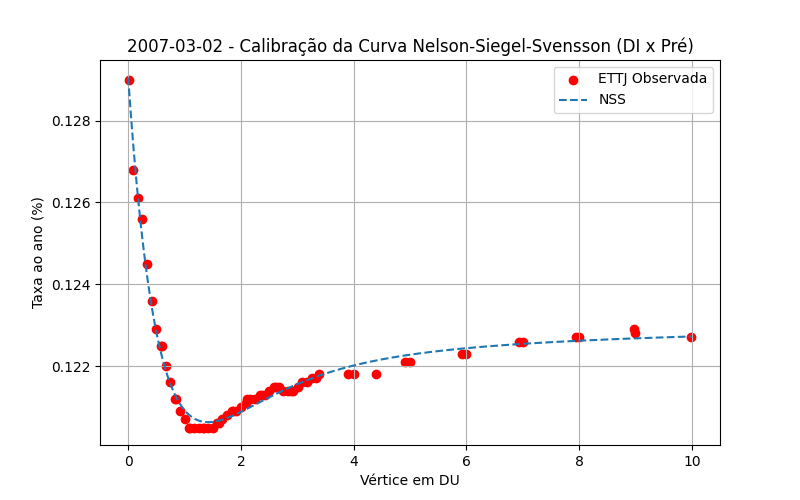 2007-03-02 - Calibração da Curva Nelson-Siegel-Svensson (DI x Pré)
ETTJ Observada
NSS
Taxa ao ano (%)
0.128
0.126
0.124
0.122
0 2 4 6 8 10
Vértice em DU